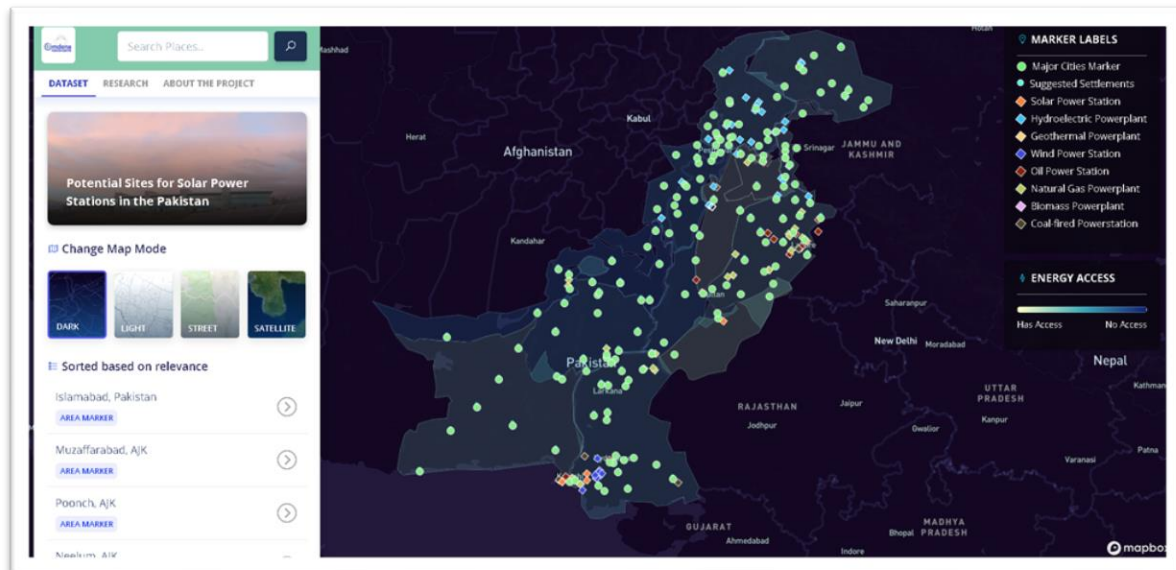 Search Places..
DATASET
RESEARCH
ABOUT THE PROJECT
Potential Sites for Solar Power
Stations in the Pakistan
Change Map Mode
DARK
LIGHT
STREET
SATELLITE
Sorted based on relevance
Islamabad, Pakistan
AREA MARKER
Muzaffarabad, AJK
AREA MARKER
Poonch, AJK
AREA MARKER
Neelum, AJK
Mashhad
Herat
Kabul
Afghanistan
Kandahar
Srinagar
JAMMU AND
KASHMIR
Pakistan
Larkana
Saharanpur
New Delhi
Moradabad
Nepal
Kathman
UTTAR
PRADESH
RAJASTHAN
Jaipur
Jodhpur
Kanpur
Gwalior
Patna
Varanasi
GUJARAT
Ahmedabad
MADHYA
PRADESH
Bhopal
Indore
mapbox
MARKER LABELS
Major Cities Marker
Suggested Settlements
Solar Power Station
Hydroelectric Powerplant
Geothermal Powerplant
Wind Power Station
Oil Power Station
Natural Gas Powerplant
Biomass Powerplant
Coal-fired Powerstation
ENERGY ACCESS
Has Access
No Access